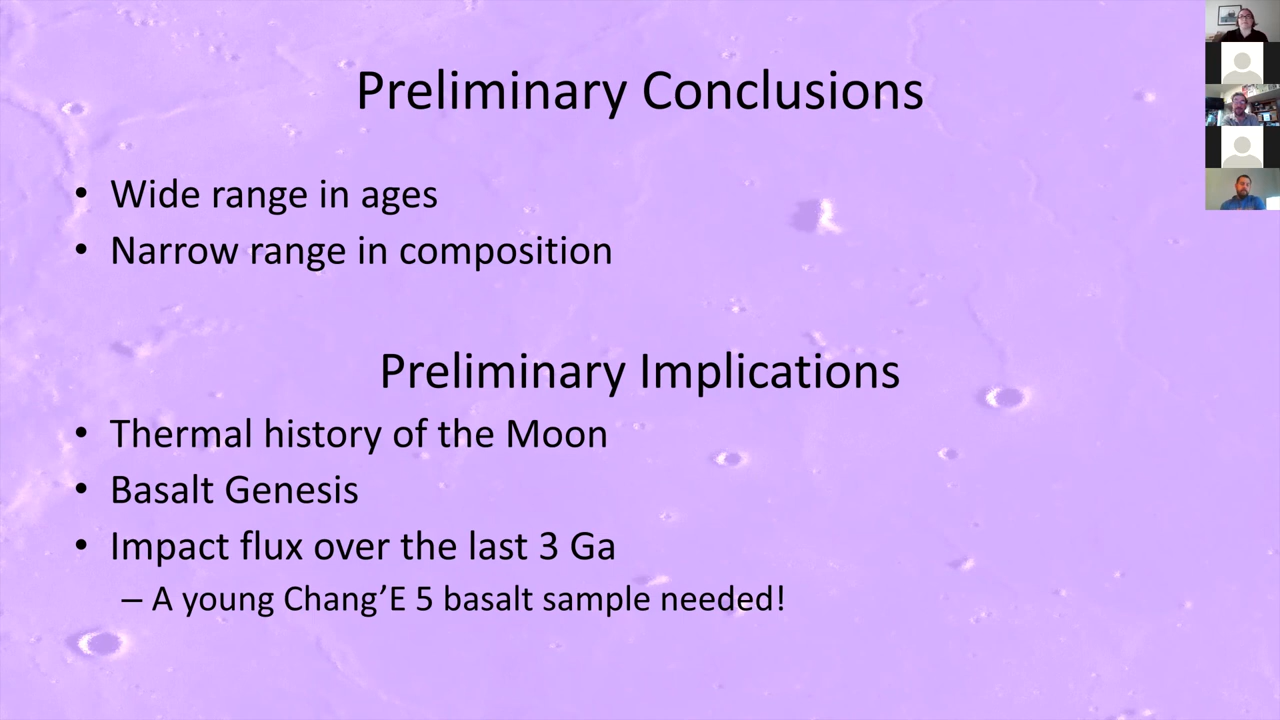 Preliminary Conclusions
• Wide range in ages
• Narrow range in composition
Preliminary Implications
• Thermal history of the Moon
• Basalt Genesis
• Impact flux over the last 3 Ga
– A young Chang’E 5 basalt sample needed!